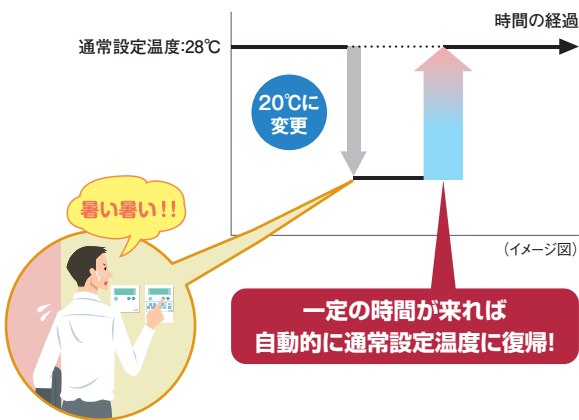 時間の経過
通常設定温度:28℃
20℃に
変更
暑い暑い!!
(イメージ図)
一定の時間が来れば
自動的に通常設定温度に復帰!